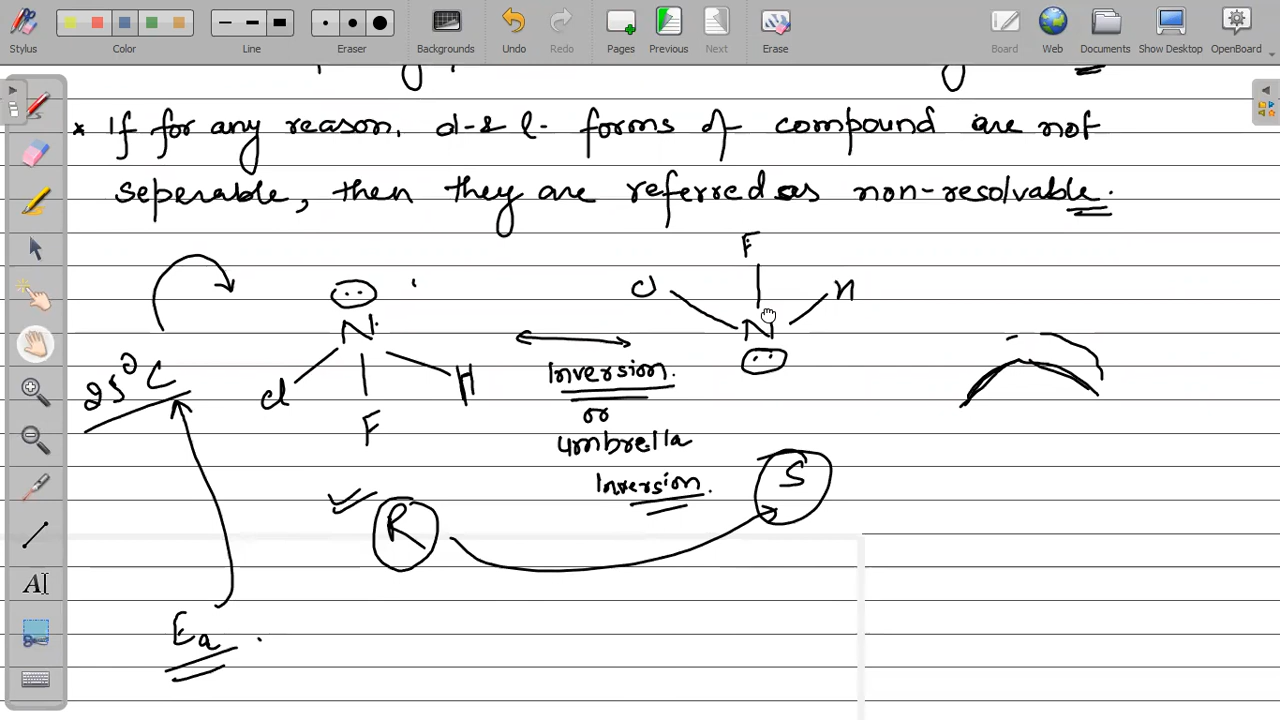 Stylus Color Line Eraser Backgrounds Undo Redo Pages Previous Next Erase Board Web Documents Show Desktop OpenBoard
* If for any reason, d-& l- forms of compound are not
seperable, then they are referred as non-resolvable.
F
Cl H
N N
25°C Inversion.
Cl H or
F umbrella
Inversion. S
R
Ea